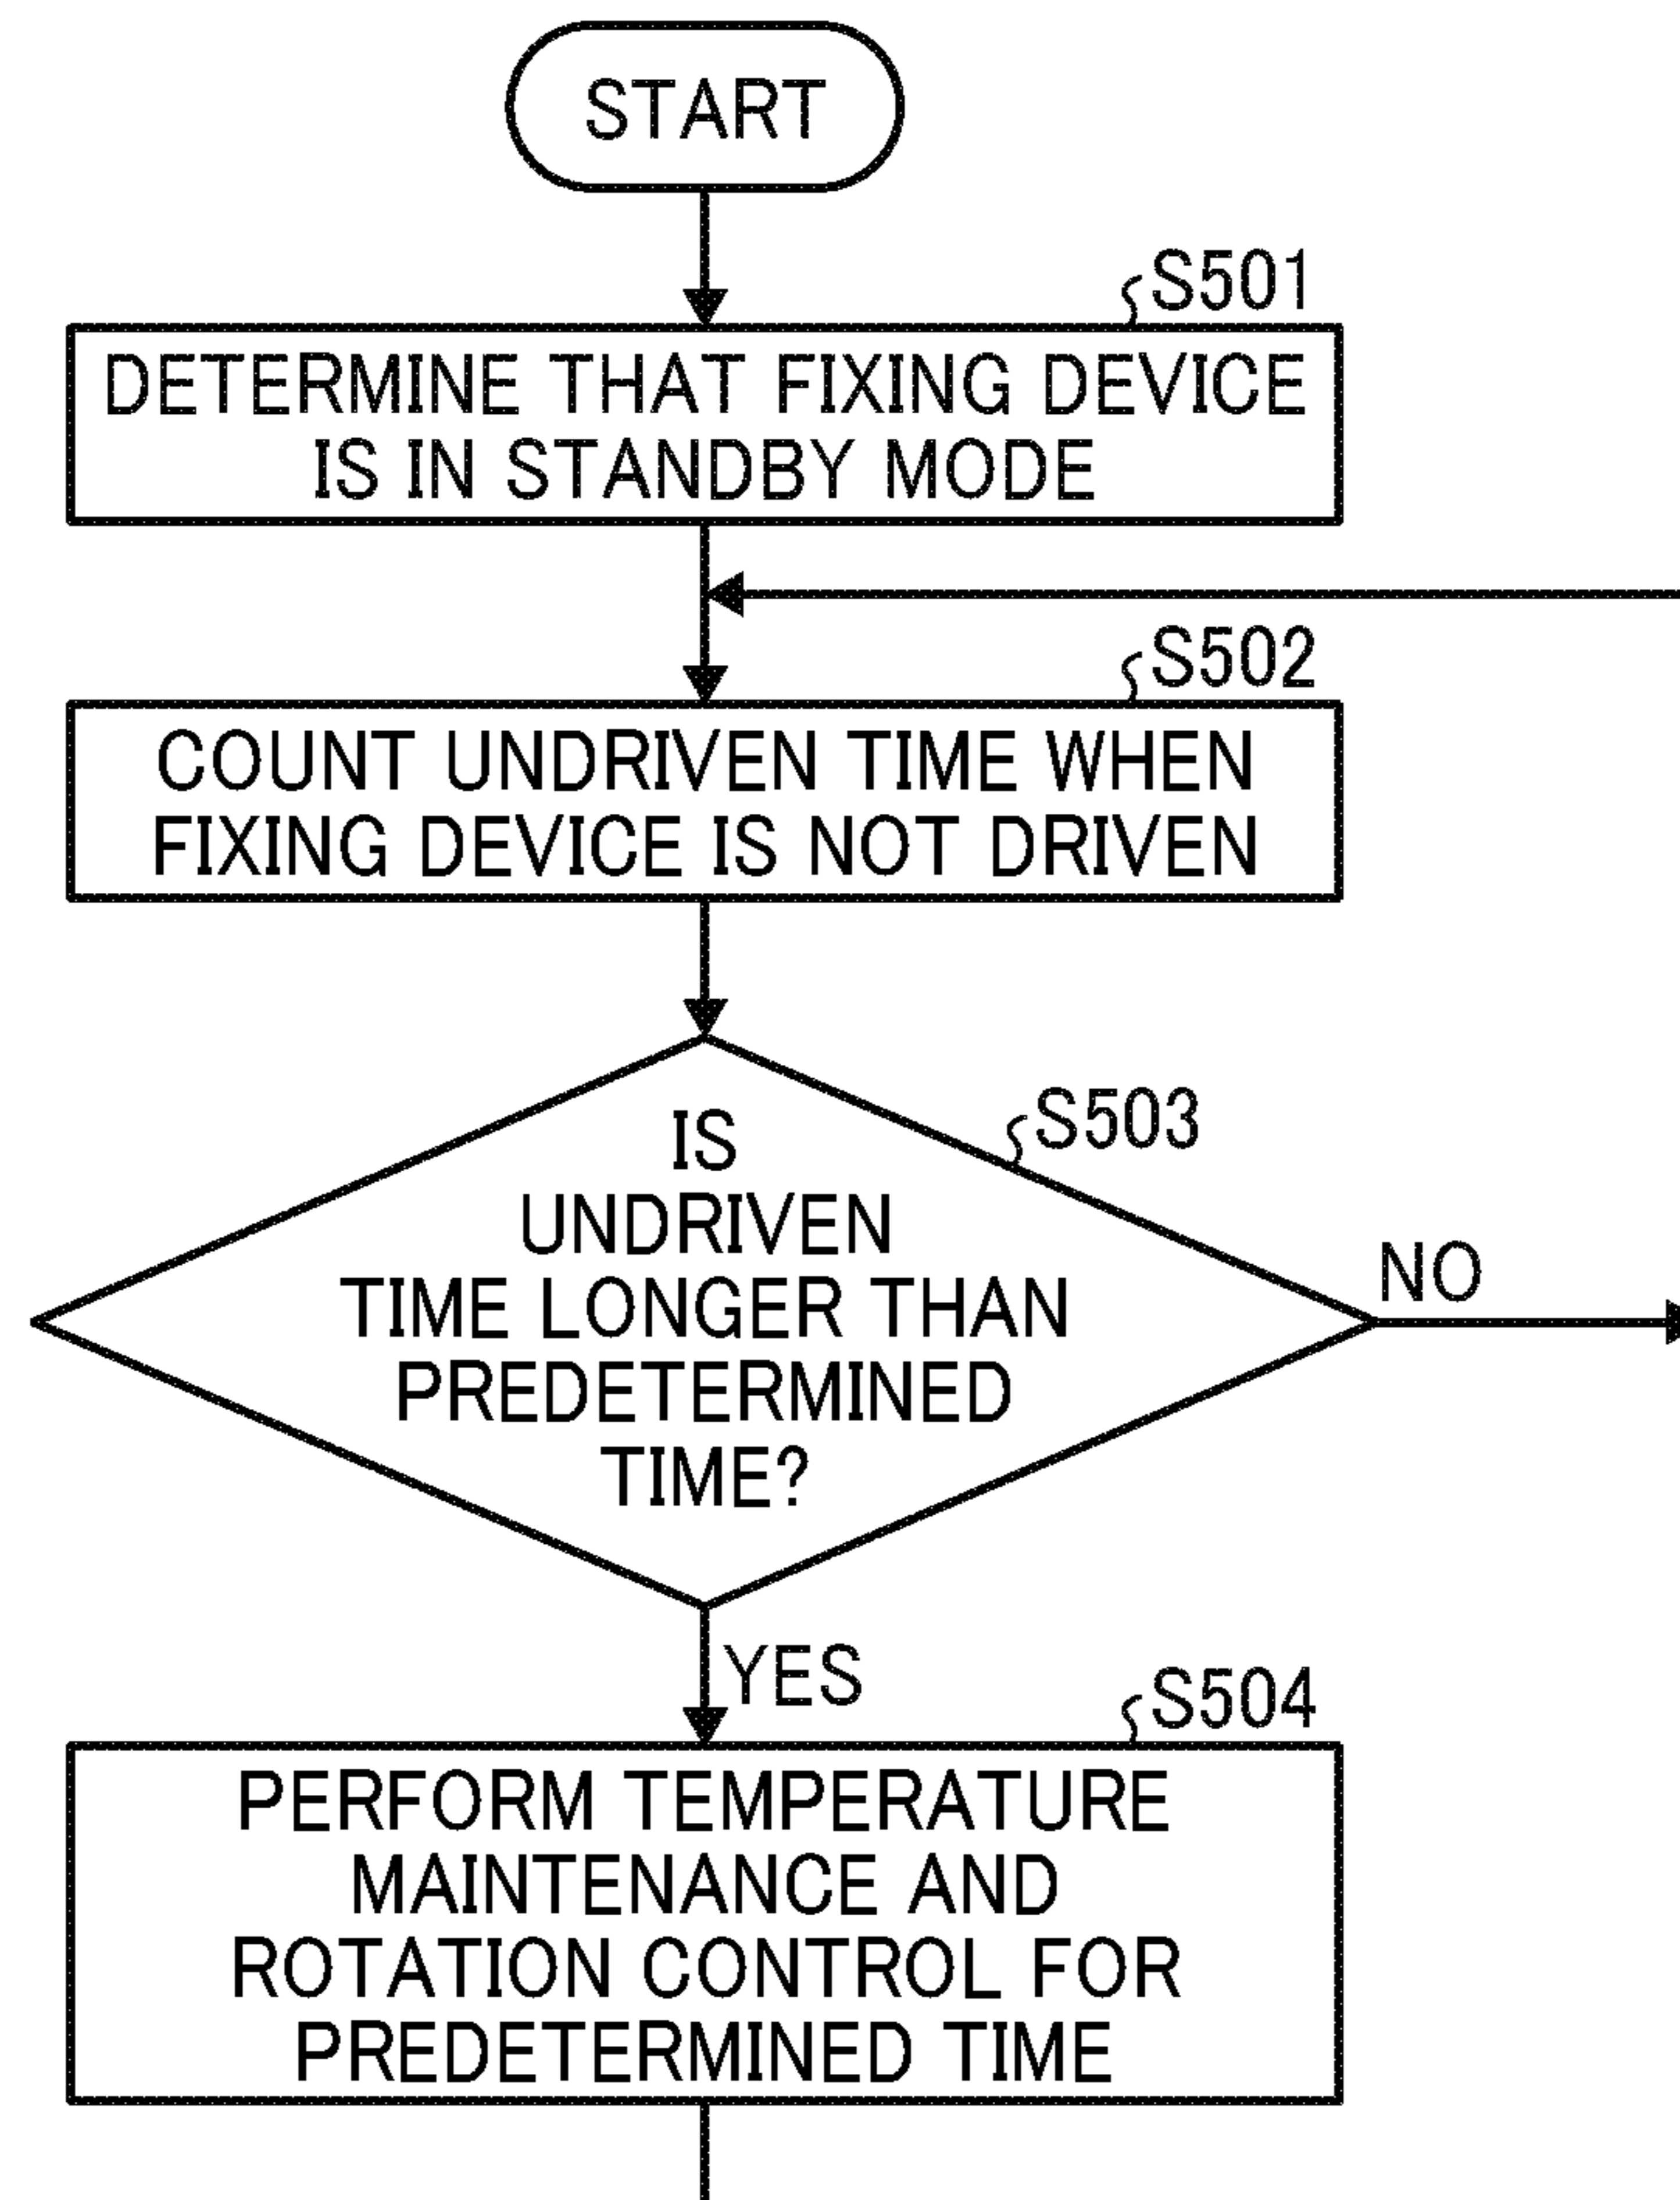 START
S501
DETERMINE THAT FIXING DEVICE
IS IN STANDBY MODE
S502
COUNT UNDRIVEN TIME WHEN
FIXING DEVICE IS NOT DRIVEN
S503
IS
UNDRIVEN
TIME LONGER THAN
PREDETERMINED
TIME?
NO
YES
S504
PERFORM TEMPERATURE
MAINTENANCE AND
ROTATION CONTROL FOR
PREDETERMINED TIME